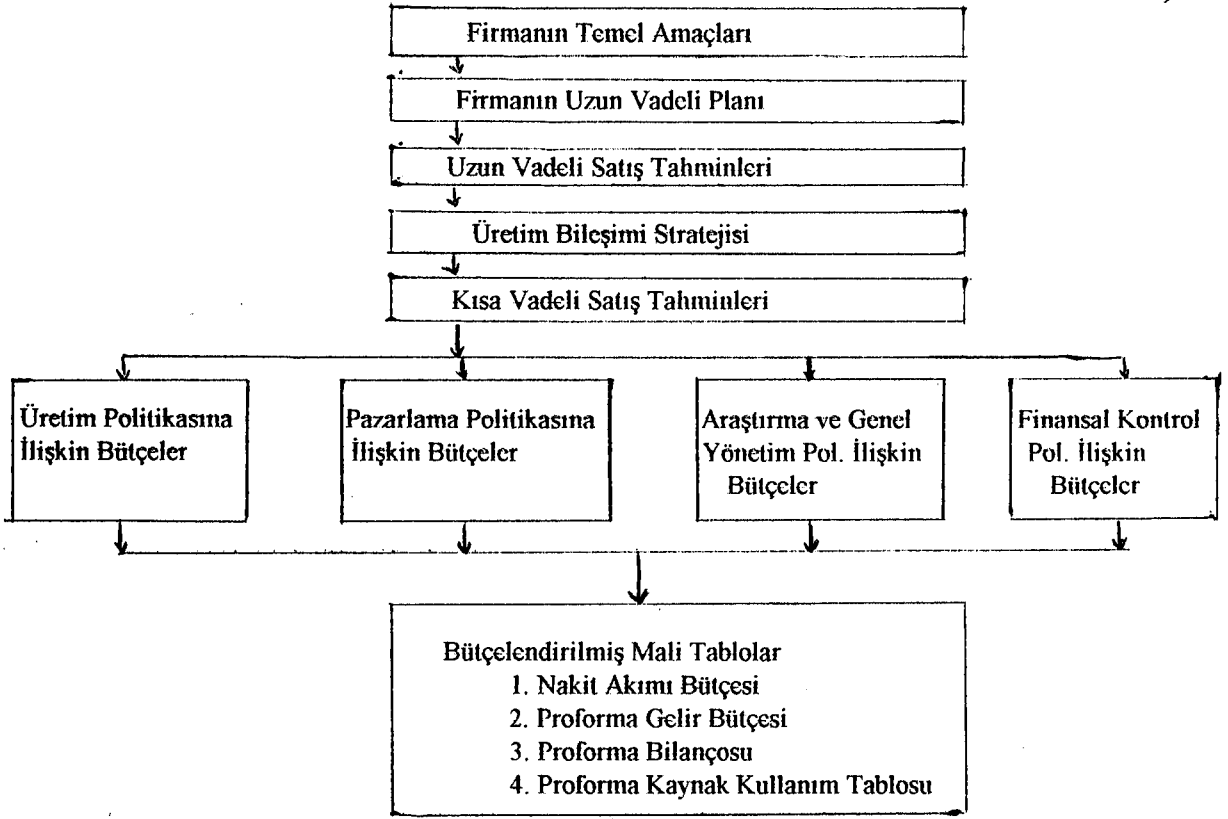 Firmanın Temel Amaçları
Firmanın Uzun Vadeli Planı
Uzun Vadeli Satış Tahminleri
Üretim Bileşimi Stratejisi
Kısa Vadeli Satış Tahminleri
Üretim Politikasına
İlişkin Bütçeler
Pazarlama Politikasına
İlişkin Bütçeler
Araştırma ve Genel
Yönetim Pol. İlişkin
Bütçeler
Finansal Kontrol
Pol. İlişkin
Bütçeler
Bütçelendirilmiş Mali Tablolar
1. Nakit Akımı Bütçesi
2. Proforma Gelir Bütçesi
3. Proforma Bilançosu
4. Proforma Kaynak Kullanım Tablosu